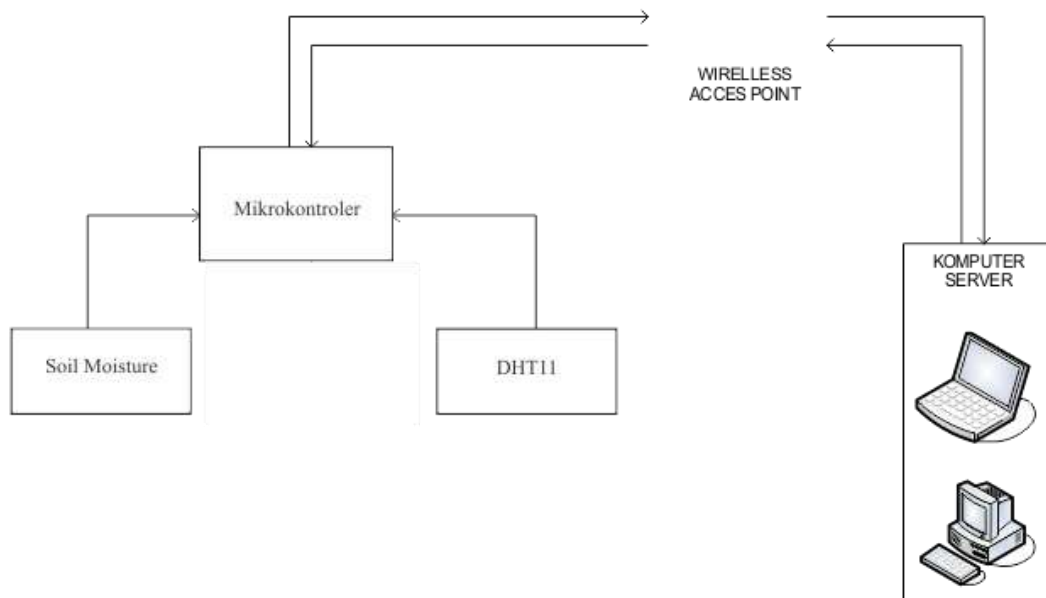 WIRELLESS
ACCES POINT
Mikrokontroler
KOMPUTER
SERVER
Soil Moisture
DHT11